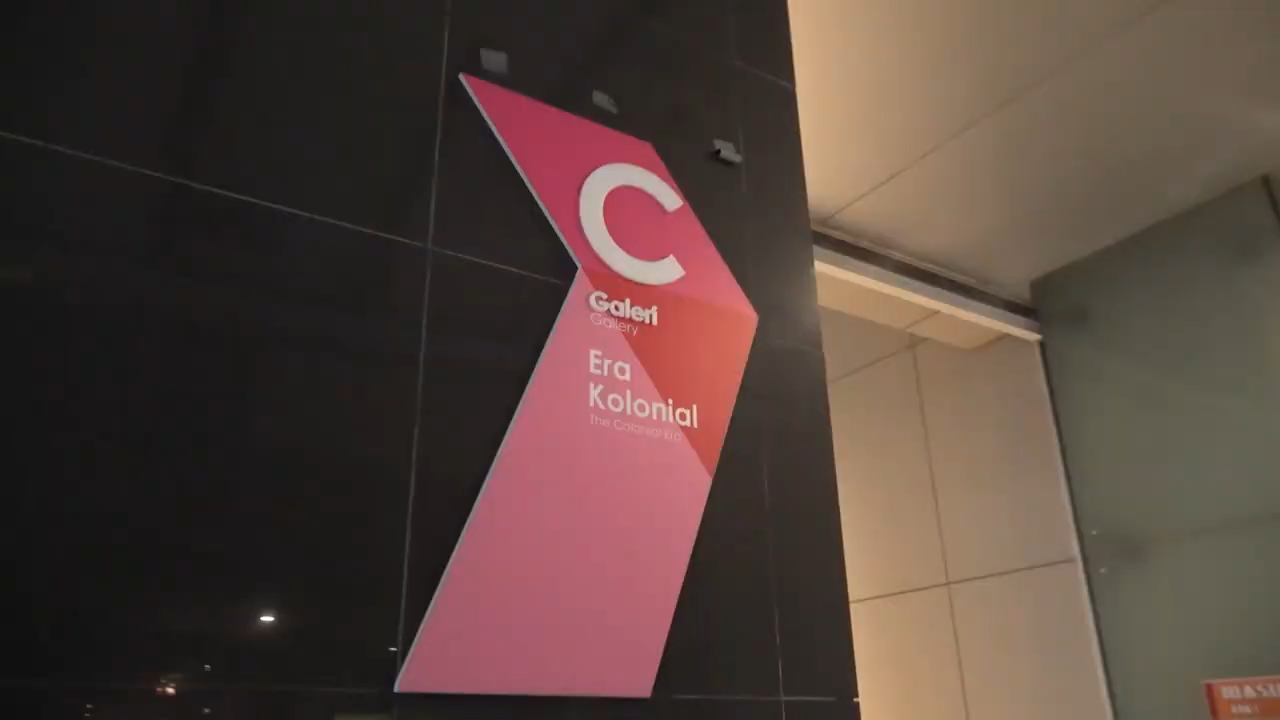 C
Galeri
Gallery
Era
Kolonial
The Colonial Era